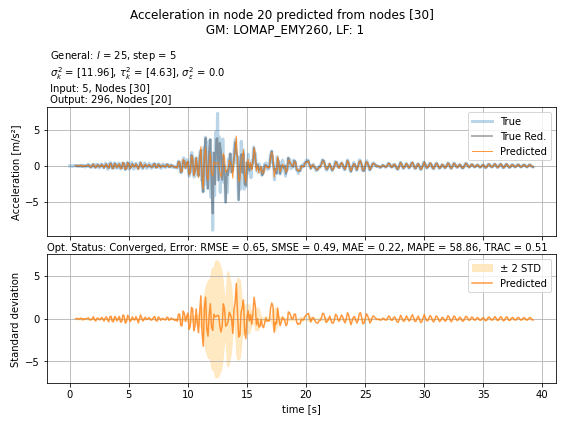 Acceleration in node 20 predicted from nodes [30]
GM: LOMAP_EMY260, LF: 1
General: l = 25, step = 5
σ²ₖ = [11.96], τ²ₖ = [4.63], σ²ε = 0.0
Input: 5, Nodes [30]
Output: 296, Nodes [20]
True
True Red.
Predicted
Acceleration [m/s²]
5
0
−5
Opt. Status: Converged, Error: RMSE = 0.65, SMSE = 0.49, MAE = 0.22, MAPE = 58.86, TRAC = 0.51
± 2 STD
Predicted
Standard deviation
5
0
−5
0 5 10 15 20 25 30 35 40
time [s]